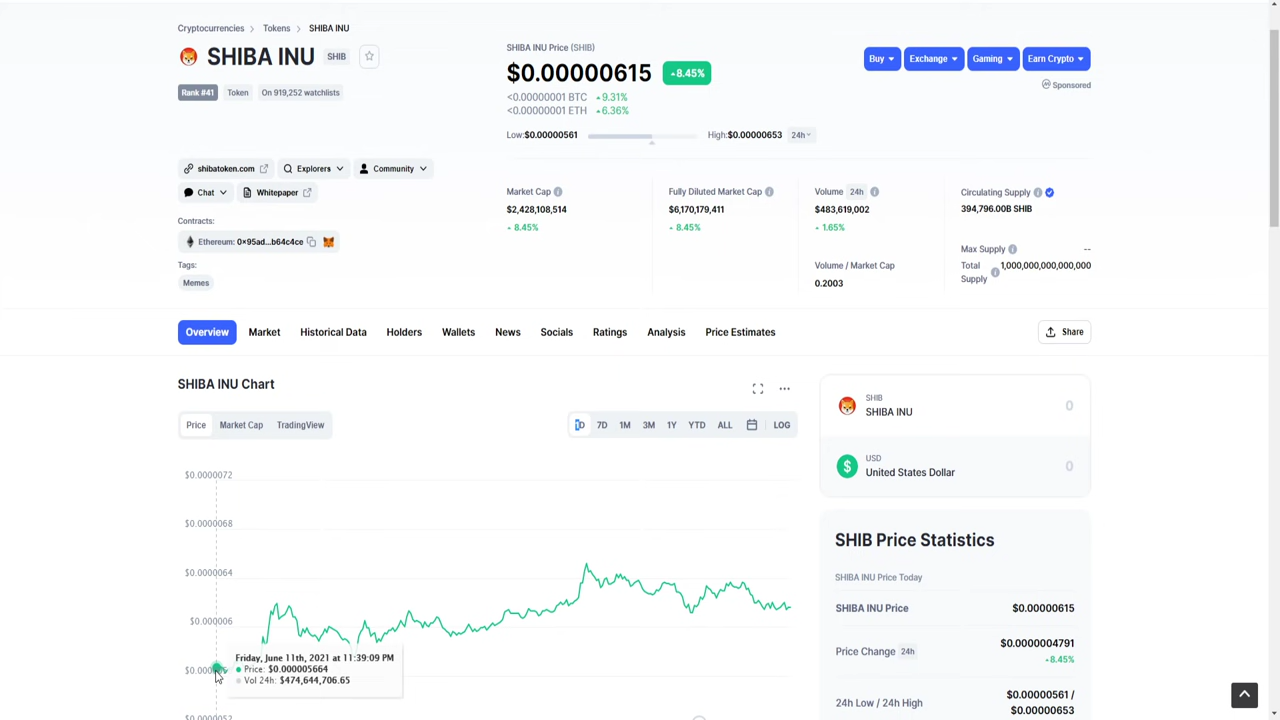 Cryptocurrencies > Tokens > SHIBA INU
SHIBA INU SHIB
Rank #41 Token On 919,252 watchlists
SHIBA INU Price (SHIB)
$0.00000615 8.45%
<0.00000001 BTC 9.31%
<0.00000001 ETH 6.36%
Low:$0.00000561 High:$0.00000653 24h
Buy Exchange Gaming Earn Crypto
Sponsored
shibatoken.com Explorers Community
Chat Whitepaper
Contracts:
Ethereum: 0×95ad...b64c4ce
Tags:
Memes
Market Cap
$2,428,108,514
8.45%
Fully Diluted Market Cap
$6,170,179,411
8.45%
Volume 24h
$483,619,002
1.65%
Volume / Market Cap
0.2003
Circulating Supply
394,796.00B SHIB
Max Supply --
Total Supply 1,000,000,000,000,000
Overview Market Historical Data Holders Wallets News Socials Ratings Analysis Price Estimates
Share
SHIBA INU Chart
Price Market Cap TradingView
1D 7D 1M 3M 1Y YTD ALL LOG
$0.0000072
$0.0000068
$0.0000064
$0.000006
$0.0000052
Friday, June 11th, 2021 at 11:39:09 PM
Price: $0.000005664
Vol 24h: $474,644,706.65
SHIB
SHIBA INU 0
USD
United States Dollar 0
SHIB Price Statistics
SHIBA INU Price Today
SHIBA INU Price $0.00000615
Price Change 24h $0.0000004791
8.45%
24h Low / 24h High $0.00000561 /
$0.00000653